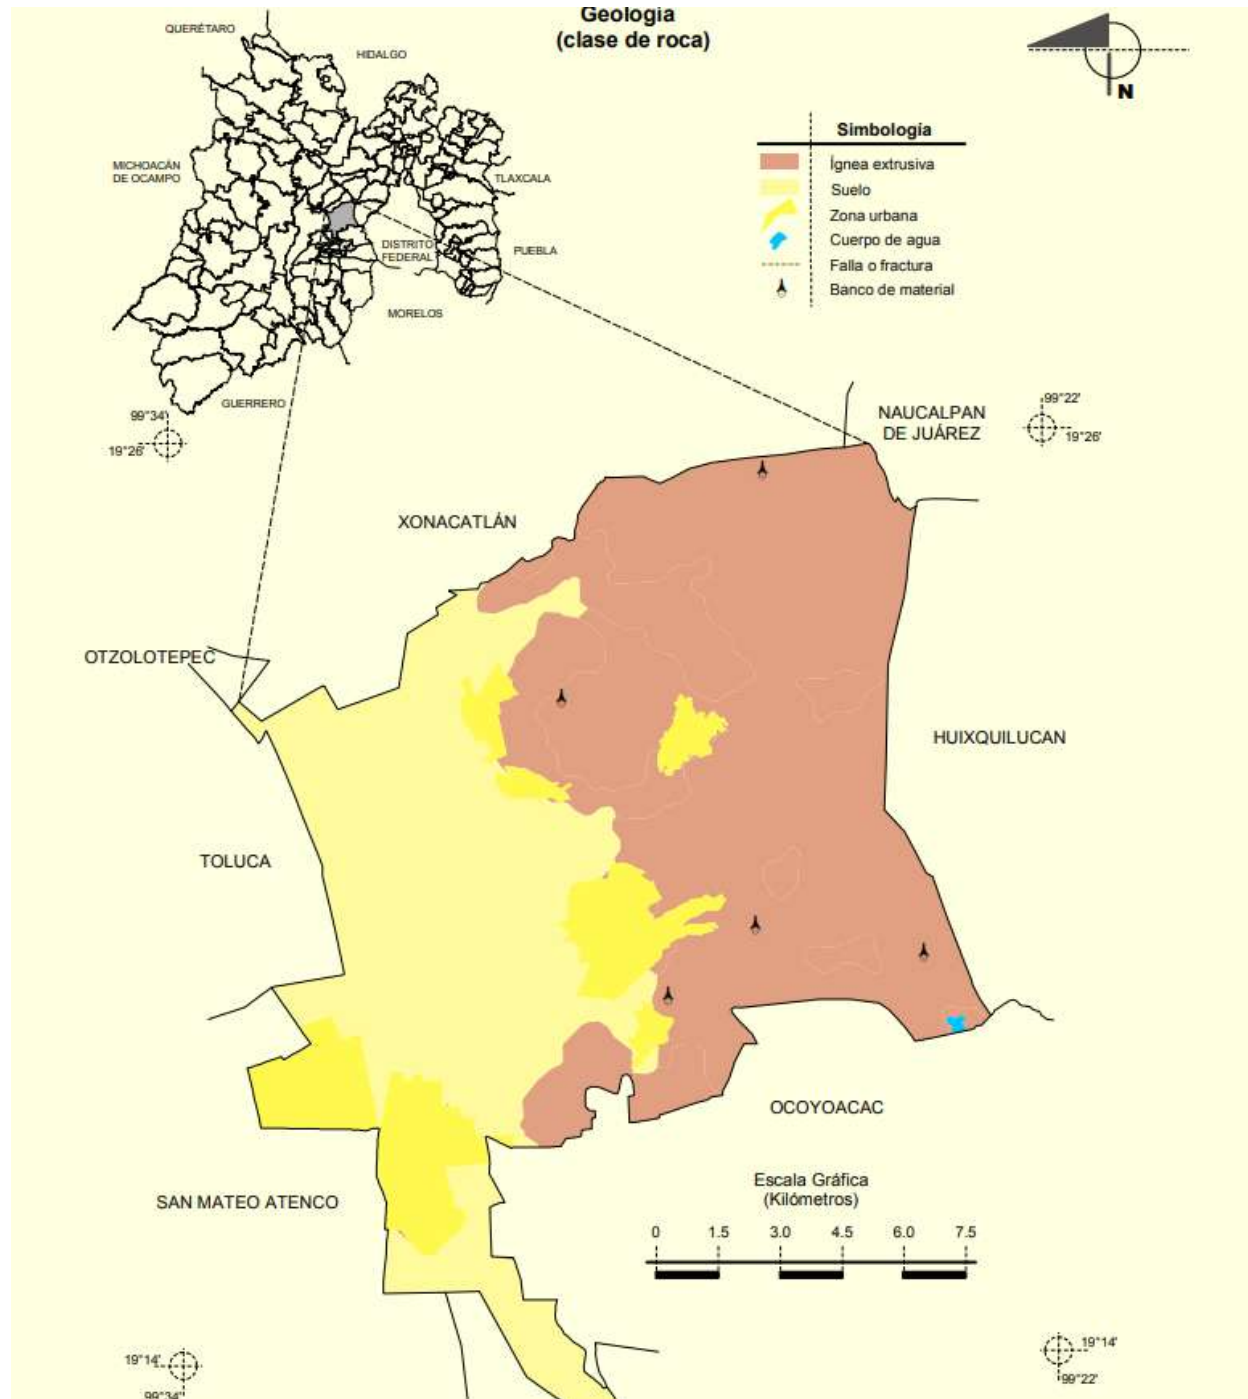 Geología
(clase de roca)
QUERÉTARO
HIDALGO
MICHOACÁN
DE OCAMPO
TLAXCALA
DISTRITO
FEDERAL
PUEBLA
MORELOS
GUERRERO
N
Simbología
Ígnea extrusiva
Suelo
Zona urbana
Cuerpo de agua
Falla o fractura
Banco de material
99°34'
19°26'
99°22'
19°26'
NAUCALPAN
DE JUÁREZ
XONACATLÁN
OTZOLOTEPEC
HUIXQUILUCAN
TOLUCA
OCOYOACAC
SAN MATEO ATENCO
Escala Gráfica
(Kilómetros)
0 1.5 3.0 4.5 6.0 7.5
19°14'
99°34'
19°14'
99°22'